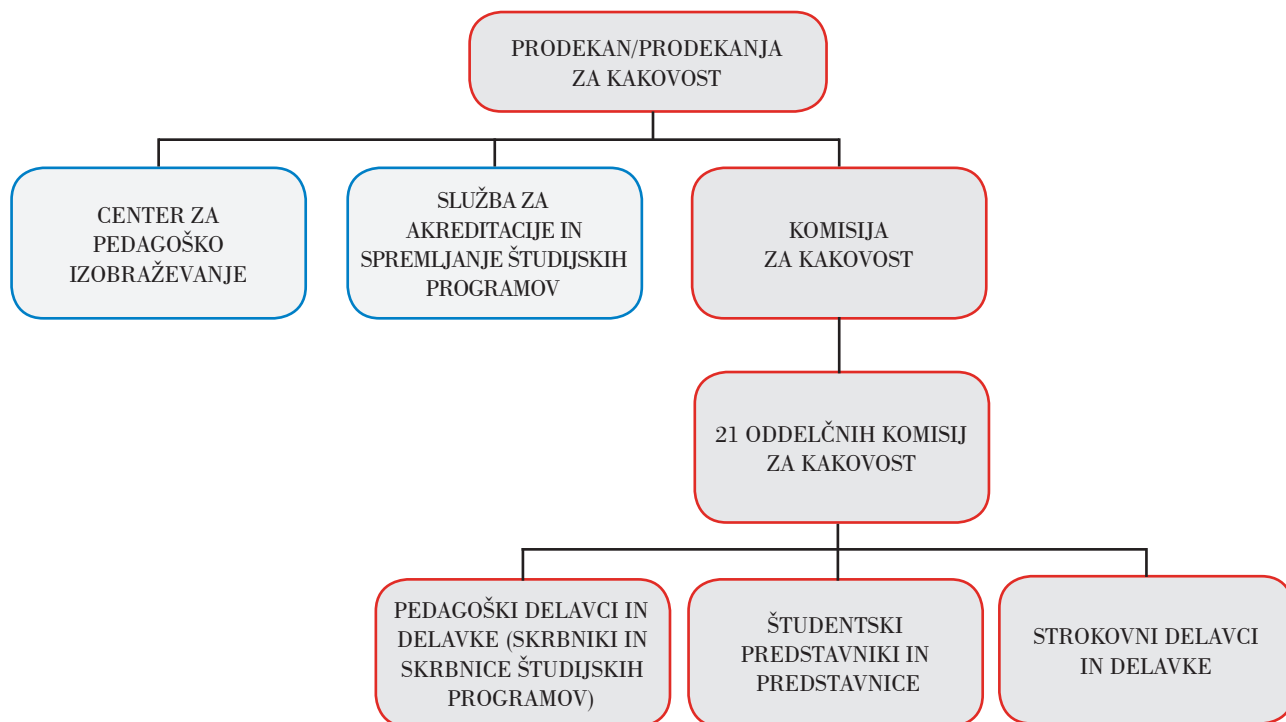 PRODEKAN/PRODEKANJA
ZA KAKOVOST
CENTER ZA
PEDAGOŠKO
IZOBRAŽEVANJE
SLUŽBA ZA
AKREDITACIJE IN
SPREMLJANJE ŠTUDIJSKIH
PROGRAMOV
KOMISIJA
ZA KAKOVOST
21 ODDELČNIH KOMISIJ
ZA KAKOVOST
PEDAGOŠKI DELAVCI IN
DELAVKE (SKRBNIKI IN
SKRBNICE ŠTUDIJSKIH
PROGRAMOV)
ŠTUDENTSKI
PREDSTAVNIKI IN
PREDSTAVNICE
STROKOVNI DELAVCI
IN DELAVKE